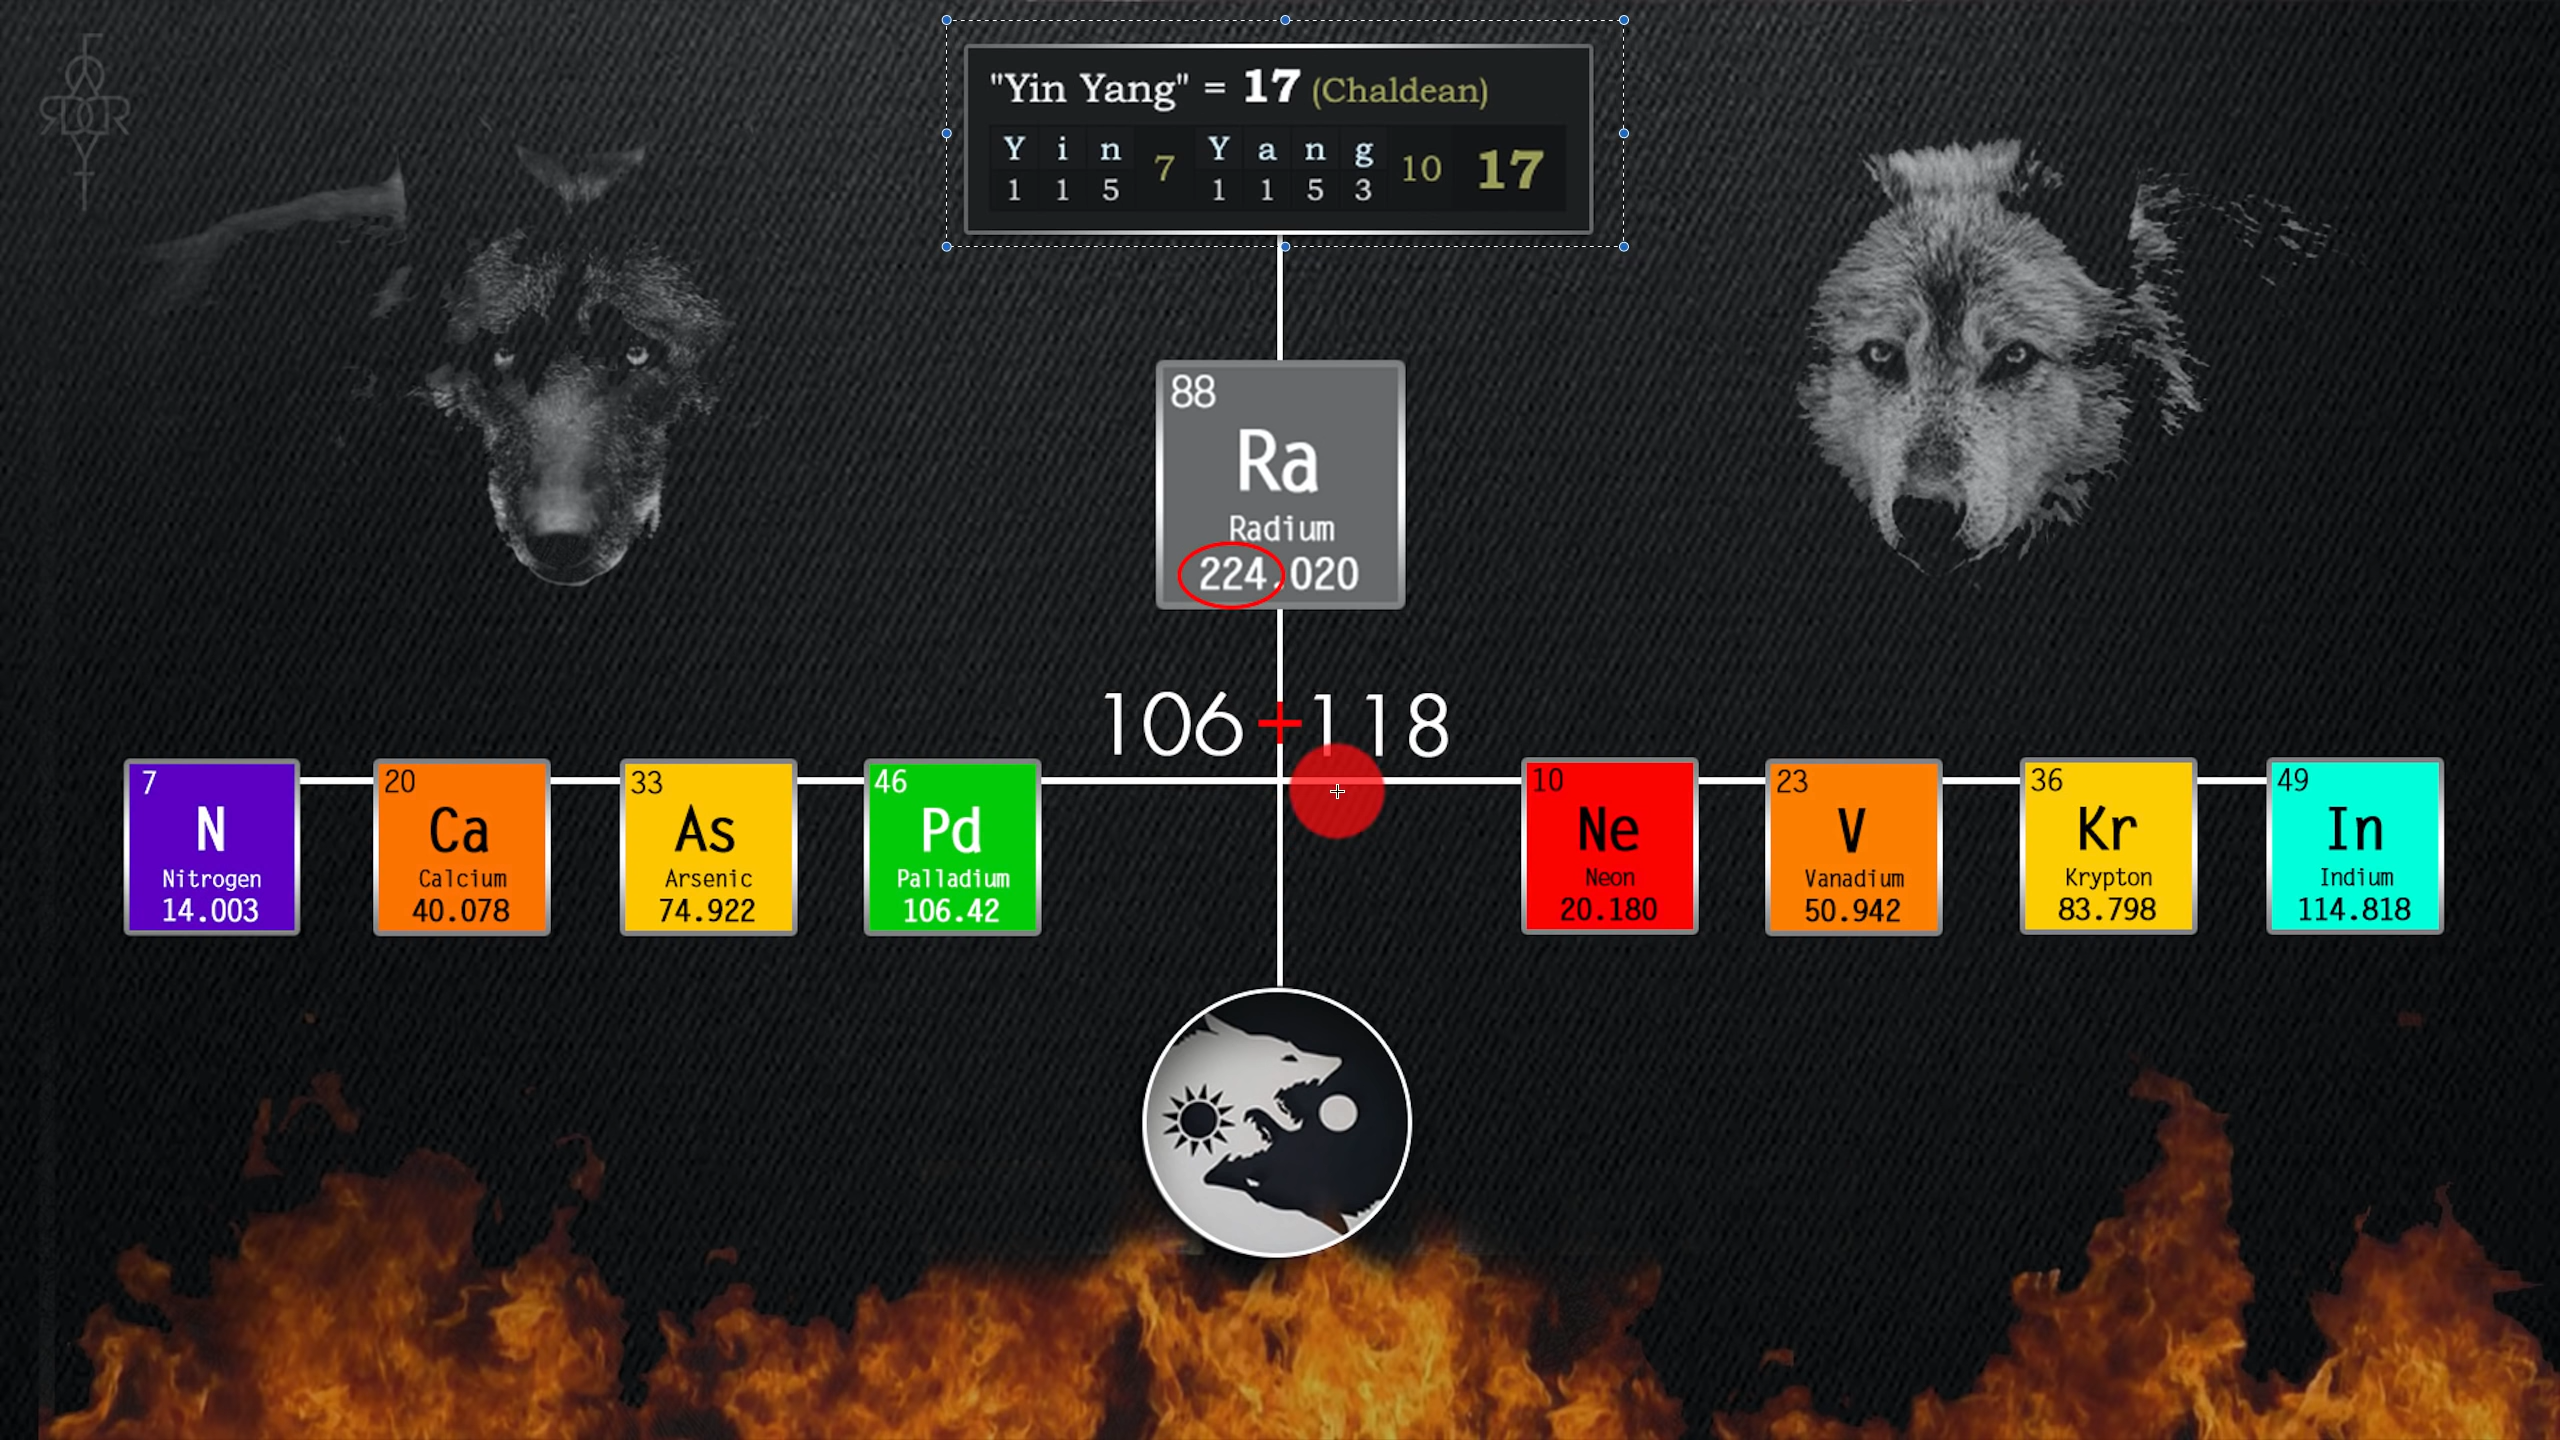 "Yin Yang" = 17 (Chaldean)
Y i n 7 Y a n g 10 17
1 1 5 1 1 5 3
88
Ra
Radium
224.020
106+118
7
N
Nitrogen
14.003
20
Ca
Calcium
40.078
33
As
Arsenic
74.922
46
Pd
Palladium
106.42
10
Ne
Neon
20.180
23
V
Vanadium
50.942
36
Kr
Krypton
83.798
49
In
Indium
114.818